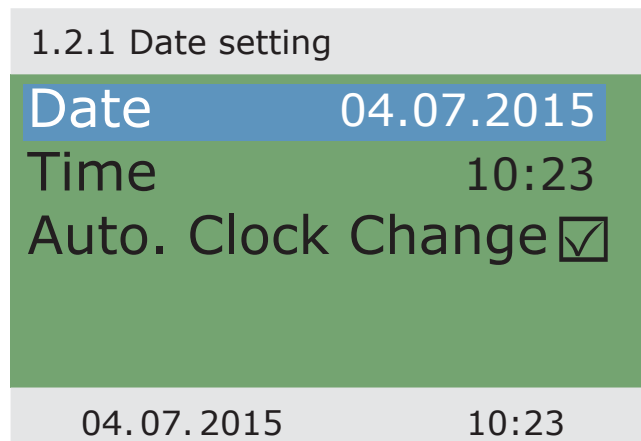 1.2.1 Date setting
Date 04.07.2015
Time 10:23
Auto. Clock Change ☑
04.07.2015 10:23